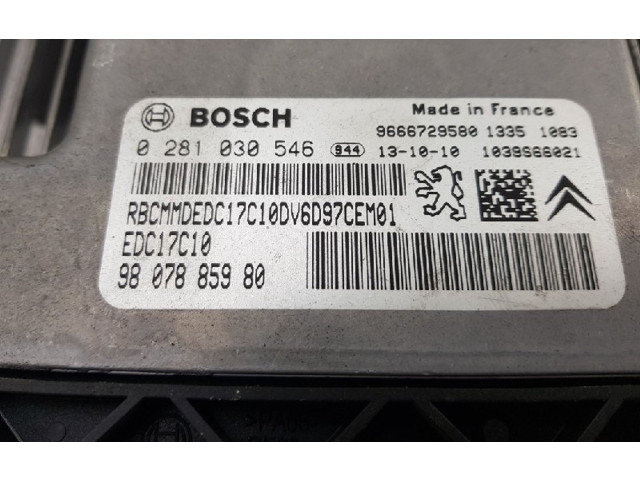 BOSCH
Made in France
9666729580 1335 1083
0 281 030 546 944 13-10-10 1039S66021
RBCMMDEDC17C10DV6D97CEM01
EDC17C10
98 078 859 80